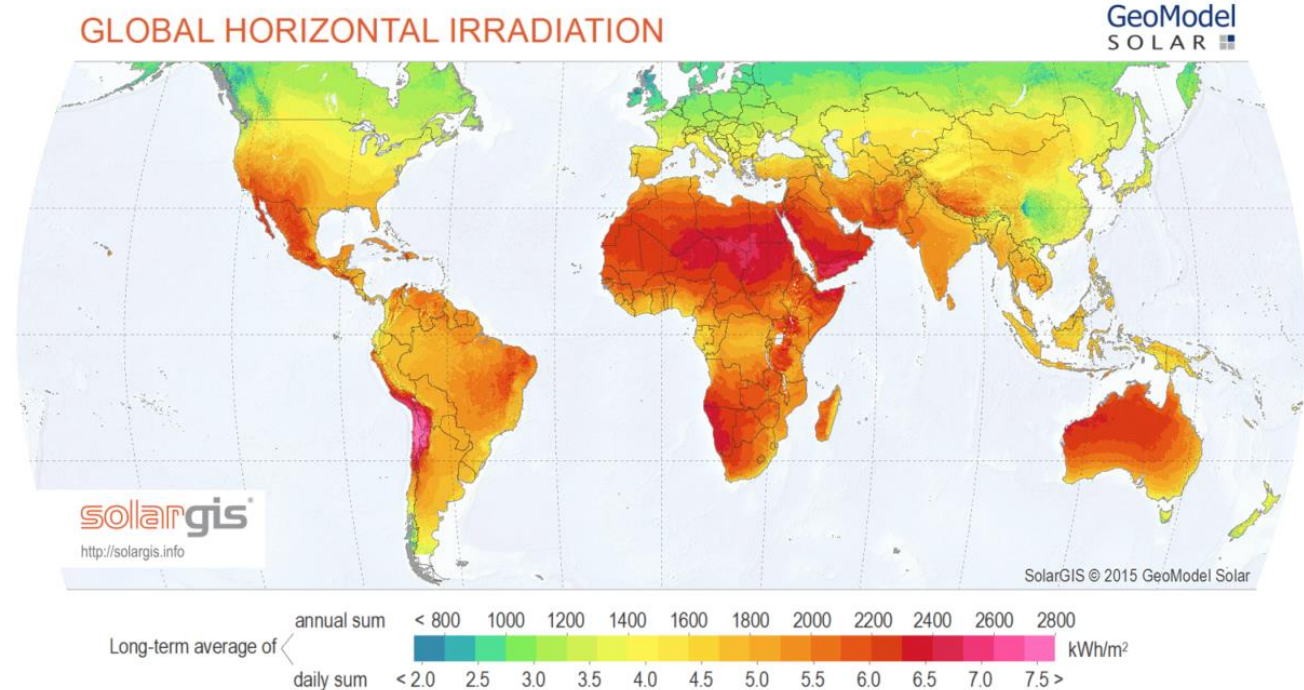 GLOBAL HORIZONTAL IRRADIATION
GeoModel
SOLAR
solargis
http://solargis.info
SolarGIS © 2015 GeoModel Solar
Long-term average of
annual sum < 800 1000 1200 1400 1600 1800 2000 2200 2400 2600 2800
kWh/m²
daily sum < 2.0 2.5 3.0 3.5 4.0 4.5 5.0 5.5 6.0 6.5 7.0 7.5 >